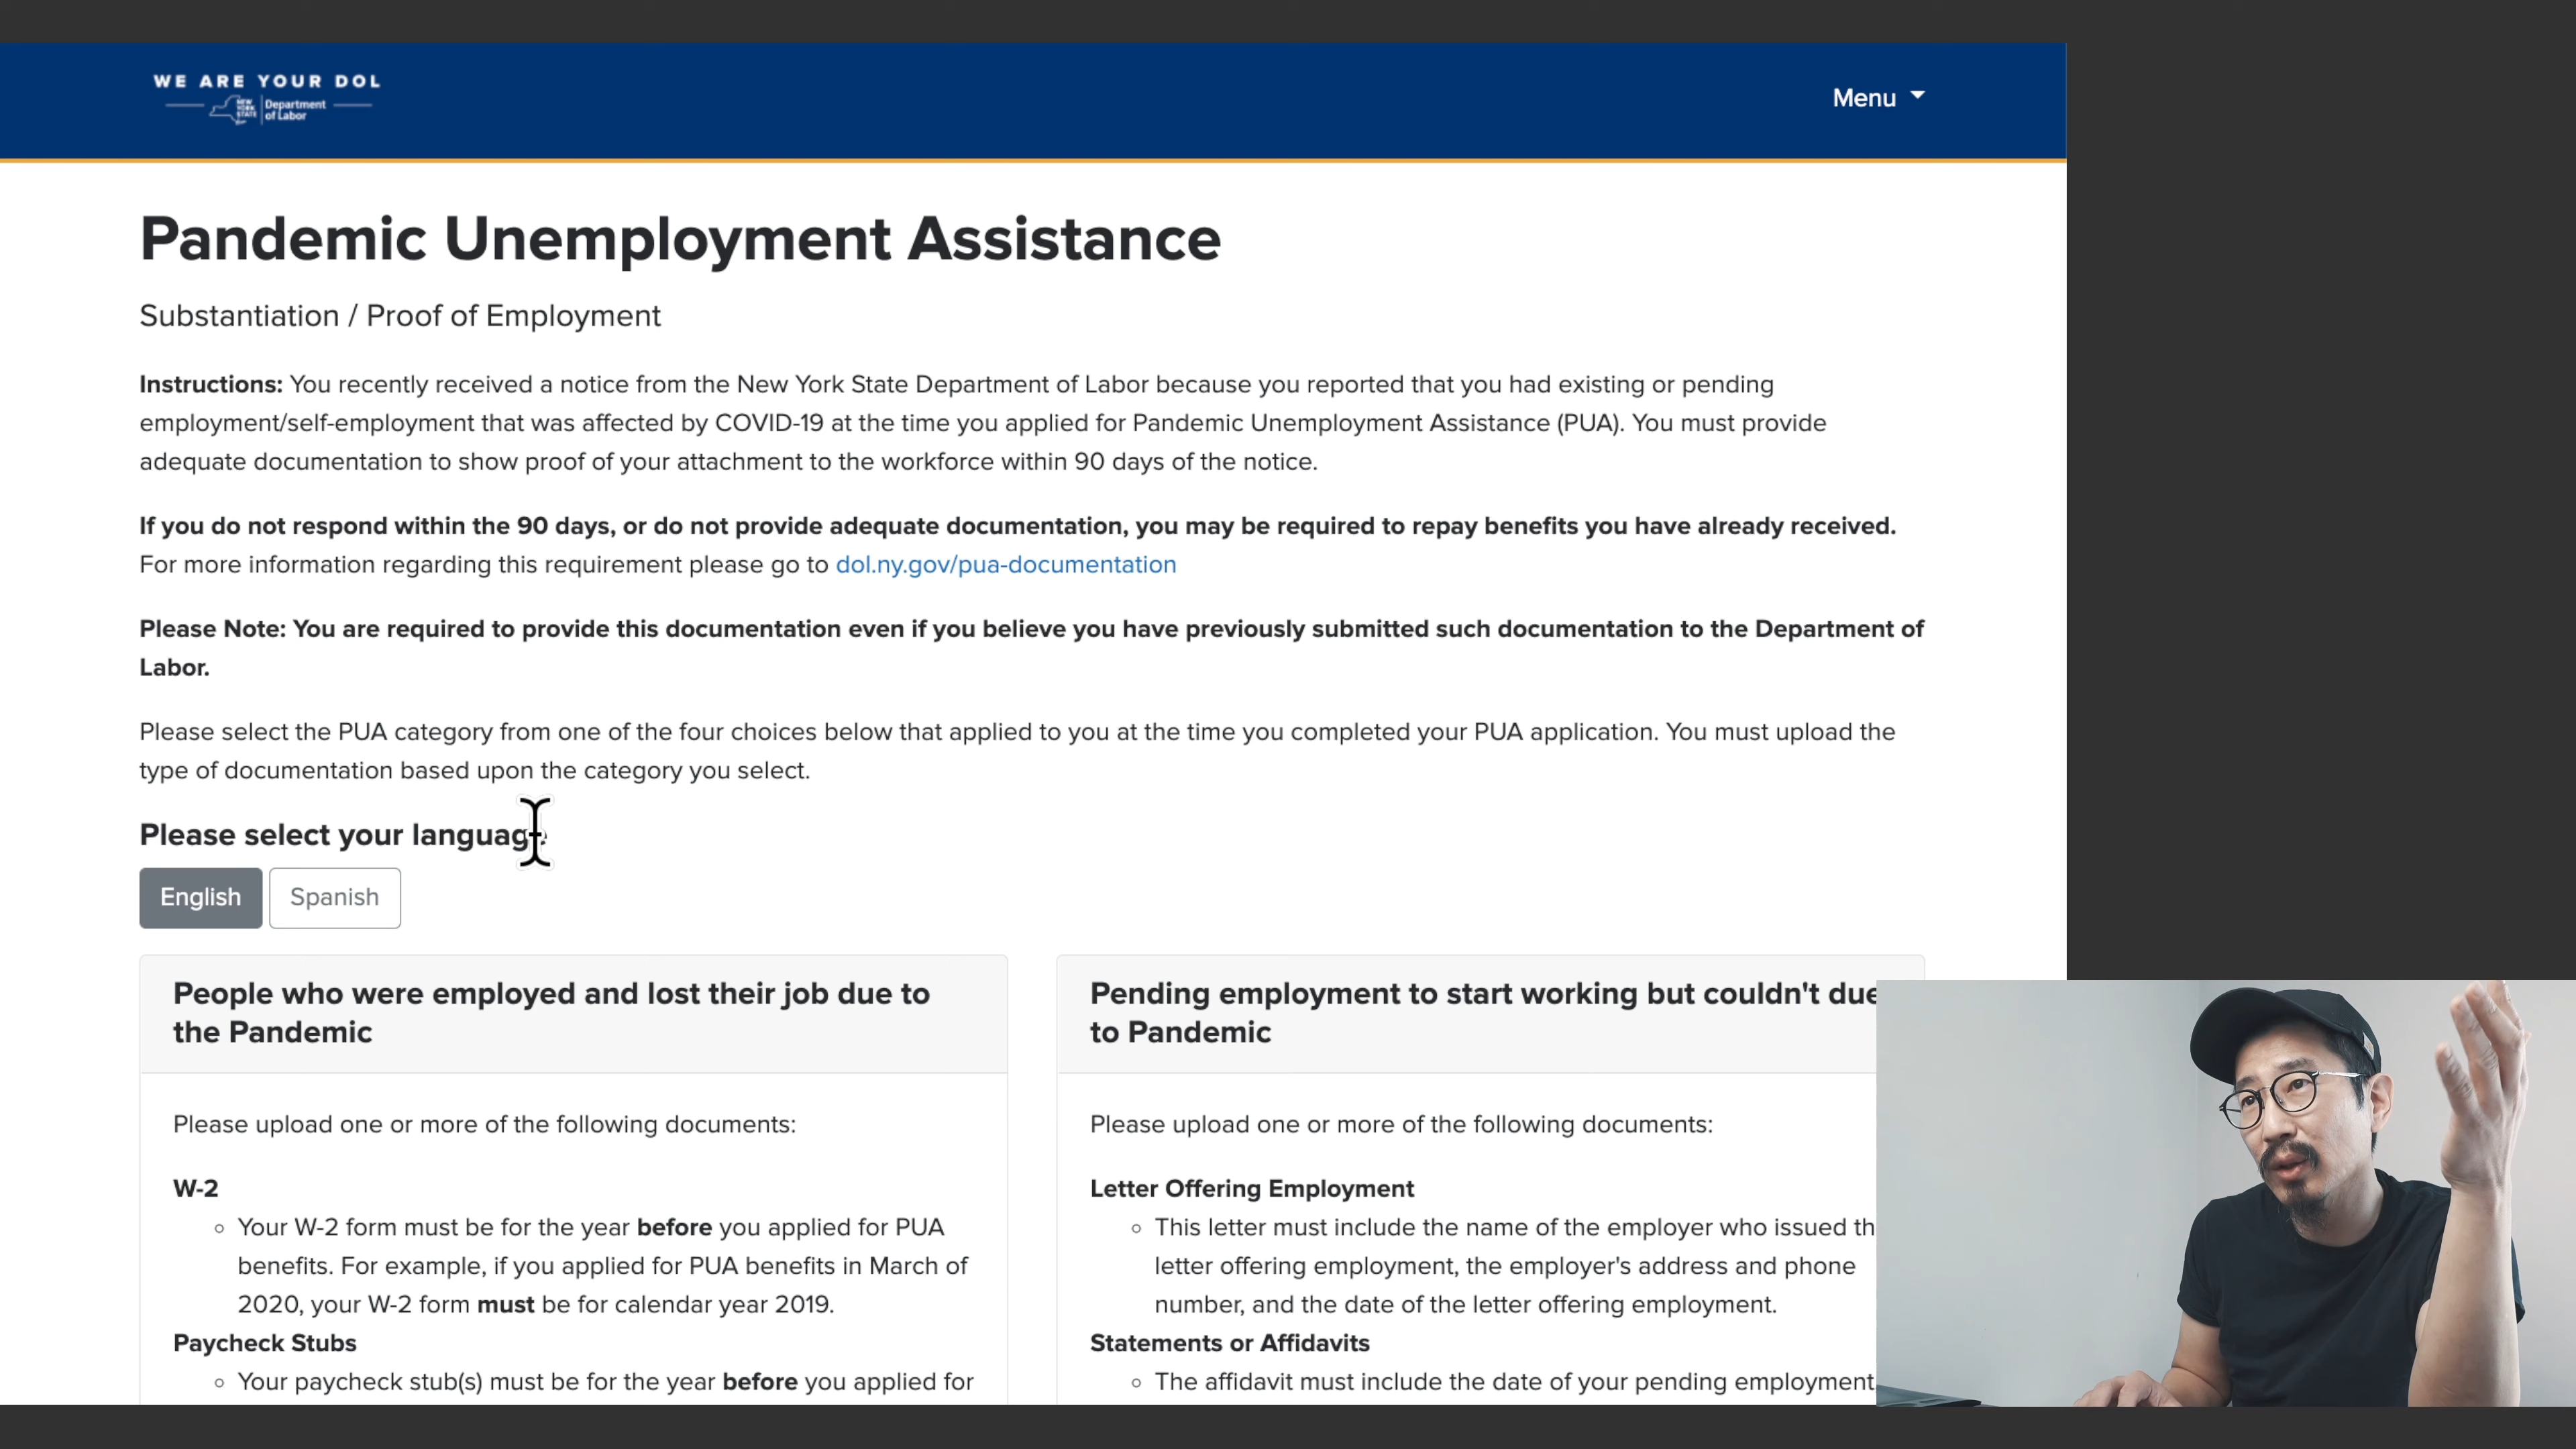 WE ARE YOUR DOL
NEW YORK STATE
Department of Labor
Menu
Pandemic Unemployment Assistance
Substantiation / Proof of Employment
Instructions: You recently received a notice from the New York State Department of Labor because you reported that you had existing or pending
employment/self-employment that was affected by COVID-19 at the time you applied for Pandemic Unemployment Assistance (PUA). You must provide
adequate documentation to show proof of your attachment to the workforce within 90 days of the notice.
If you do not respond within the 90 days, or do not provide adequate documentation, you may be required to repay benefits you have already received.
For more information regarding this requirement please go to dol.ny.gov/pua-documentation
Please Note: You are required to provide this documentation even if you believe you have previously submitted such documentation to the Department of
Labor.
Please select the PUA category from one of the four choices below that applied to you at the time you completed your PUA application. You must upload the
type of documentation based upon the category you select.
Please select your language
English Spanish
People who were employed and lost their job due to
the Pandemic
Please upload one or more of the following documents:
W-2
Your W-2 form must be for the year before you applied for PUA
benefits. For example, if you applied for PUA benefits in March of
2020, your W-2 form must be for calendar year 2019.
Paycheck Stubs
Your paycheck stub(s) must be for the year before you applied for
Pending employment to start working but couldn't due
to Pandemic
Please upload one or more of the following documents:
Letter Offering Employment
This letter must include the name of the employer who issued th
letter offering employment, the employer's address and phone
number, and the date of the letter offering employment.
Statements or Affidavits
The affidavit must include the date of your pending employment